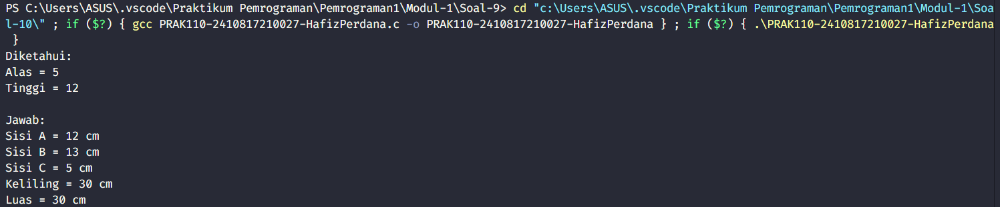 PS C:\Users\ASUS\.vscode\Praktikum Pemrograman\Pemrograman1\Modul-1\Soal-9> cd "c:\Users\ASUS\.vscode\Praktikum Pemrograman\Pemrograman1\Modul-1\Soa
l-10\" ; if ($?) { gcc PRAK110-2410817210027-HafizPerdana.c -o PRAK110-2410817210027-HafizPerdana } ; if ($?) { .\PRAK110-2410817210027-HafizPerdana
}
Diketahui:
Alas = 5
Tinggi = 12
Jawab:
Sisi A = 12 cm
Sisi B = 13 cm
Sisi C = 5 cm
Keliling = 30 cm
Luas = 30 cm